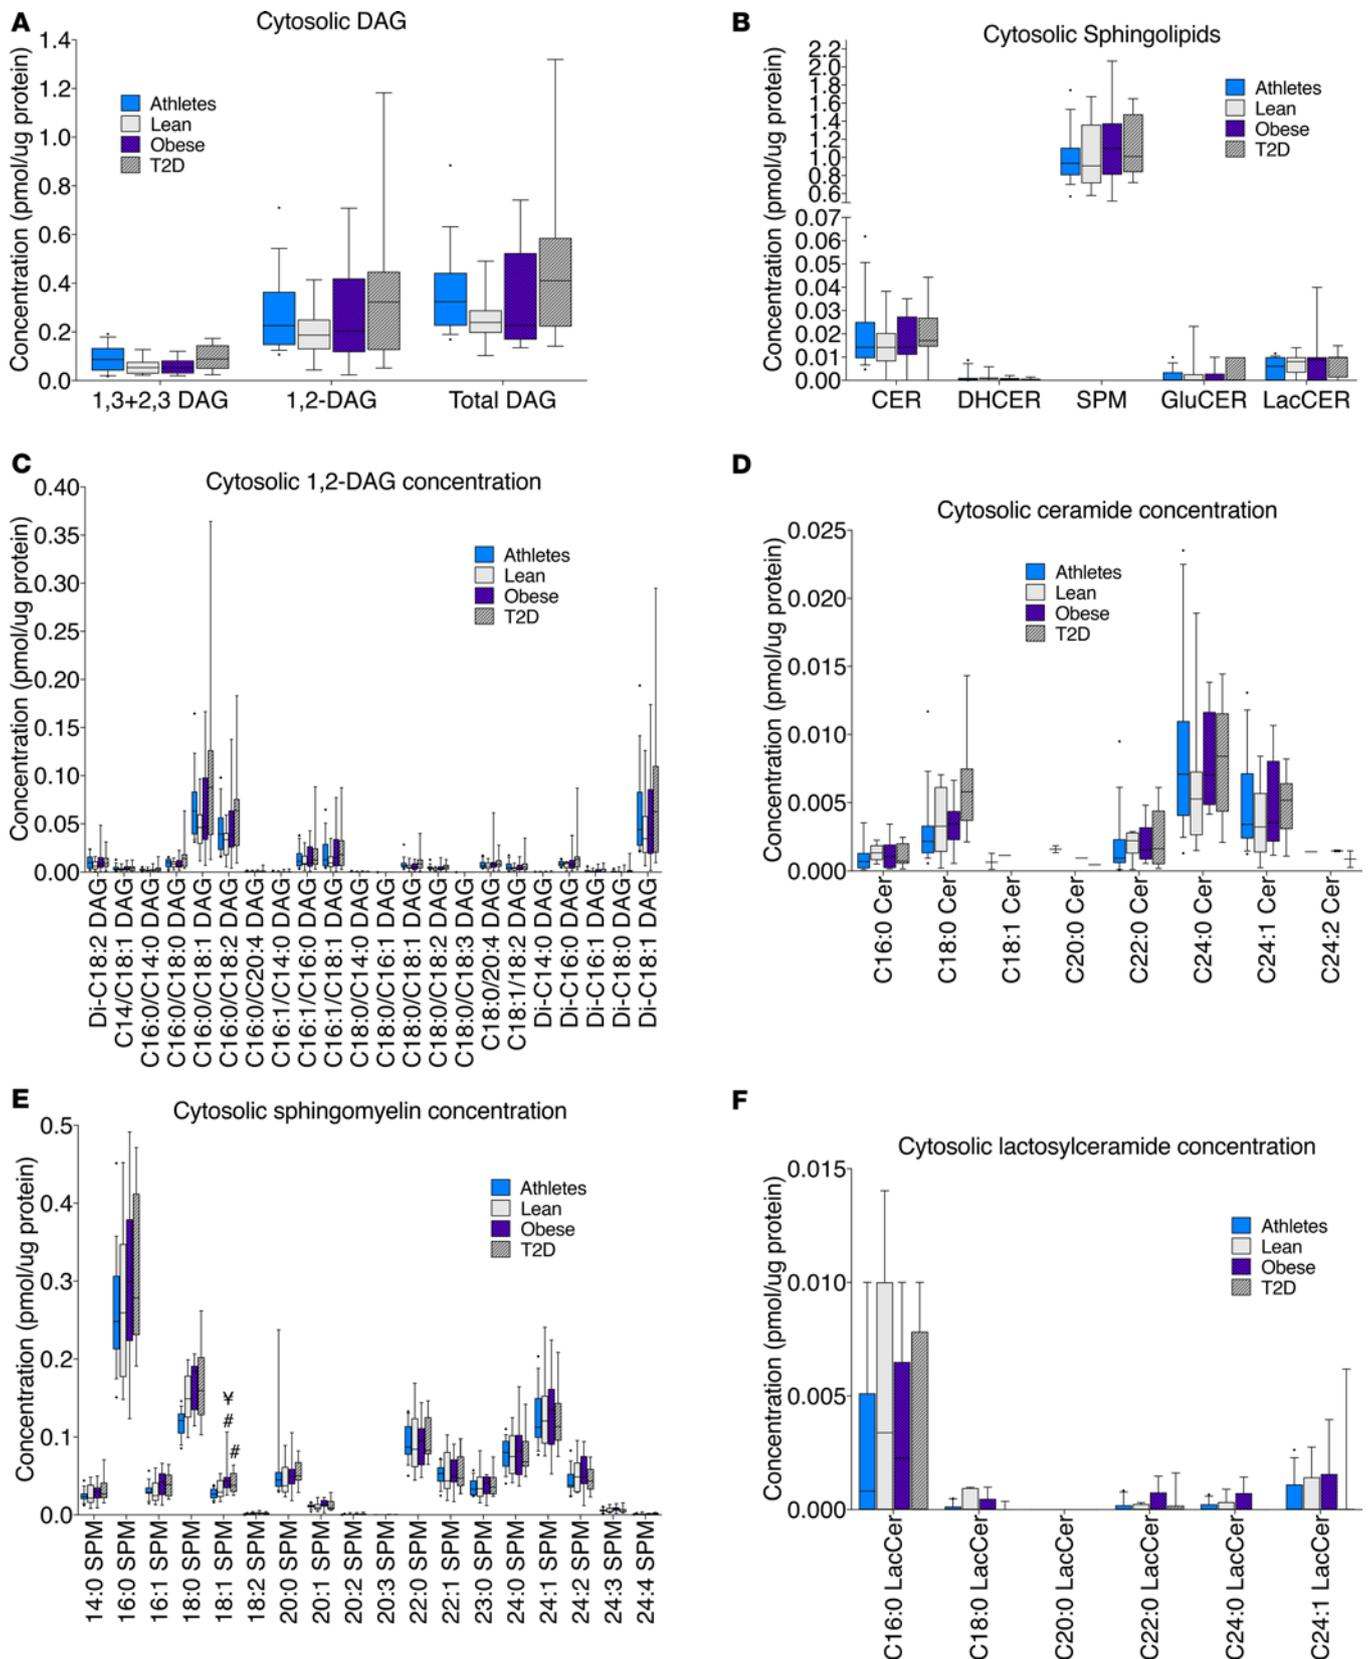 A
Cytosolic DAG
Concentration (pmol/ug protein)
1.4
1.2
1.0
0.8
0.6
0.4
0.2
0.0
Athletes
Lean
Obese
T2D
1,3+2,3 DAG
1,2-DAG
Total DAG
B
Cytosolic Sphingolipids
Concentration (pmol/ug protein)
2.2
2.0
1.8
1.6
1.4
1.2
1.0
0.8
0.6
0.07
0.06
0.05
0.04
0.03
0.02
0.01
0.00
Athletes
Lean
Obese
T2D
CER
DHCER
SPM
GluCER
LacCER
C
Cytosolic 1,2-DAG concentration
Concentration (pmol/ug protein)
0.40
0.35
0.30
0.25
0.20
0.15
0.10
0.05
0.00
Athletes
Lean
Obese
T2D
Di-C18:2 DAG
C14/C18:1 DAG
C16:0/C14:0 DAG
C16:0/C18:0 DAG
C16:0/C18:1 DAG
C16:0/C18:2 DAG
C16:0/C20:4 DAG
C16:1/C14:0 DAG
C16:1/C16:0 DAG
C16:1/C18:1 DAG
C18:0/C14:0 DAG
C18:0/C16:1 DAG
C18:0/C18:1 DAG
C18:0/C18:2 DAG
C18:0/C18:3 DAG
C18:0/20:4 DAG
C18:1/18:2 DAG
Di-C14:0 DAG
Di-C16:0 DAG
Di-C16:1 DAG
Di-C18:0 DAG
Di-C18:1 DAG
D
Cytosolic ceramide concentration
Concentration (pmol/ug protein)
0.025
0.020
0.015
0.010
0.005
0.000
Athletes
Lean
Obese
T2D
C16:0 Cer
C18:0 Cer
C18:1 Cer
C20:0 Cer
C22:0 Cer
C24:0 Cer
C24:1 Cer
C24:2 Cer
E
Cytosolic sphingomyelin concentration
Concentration (pmol/ug protein)
0.5
0.4
0.3
0.2
0.1
0.0
Athletes
Lean
Obese
T2D
¥
#
#
14:0 SPM
16:0 SPM
16:1 SPM
18:0 SPM
18:1 SPM
18:2 SPM
20:0 SPM
20:1 SPM
20:2 SPM
20:3 SPM
22:0 SPM
22:1 SPM
23:0 SPM
24:0 SPM
24:1 SPM
24:2 SPM
24:3 SPM
24:4 SPM
F
Cytosolic lactosylceramide concentration
Concentration (pmol/ug protein)
0.015
0.010
0.005
0.000
Athletes
Lean
Obese
T2D
C16:0 LacCer
C18:0 LacCer
C20:0 LacCer
C22:0 LacCer
C24:0 LacCer
C24:1 LacCer